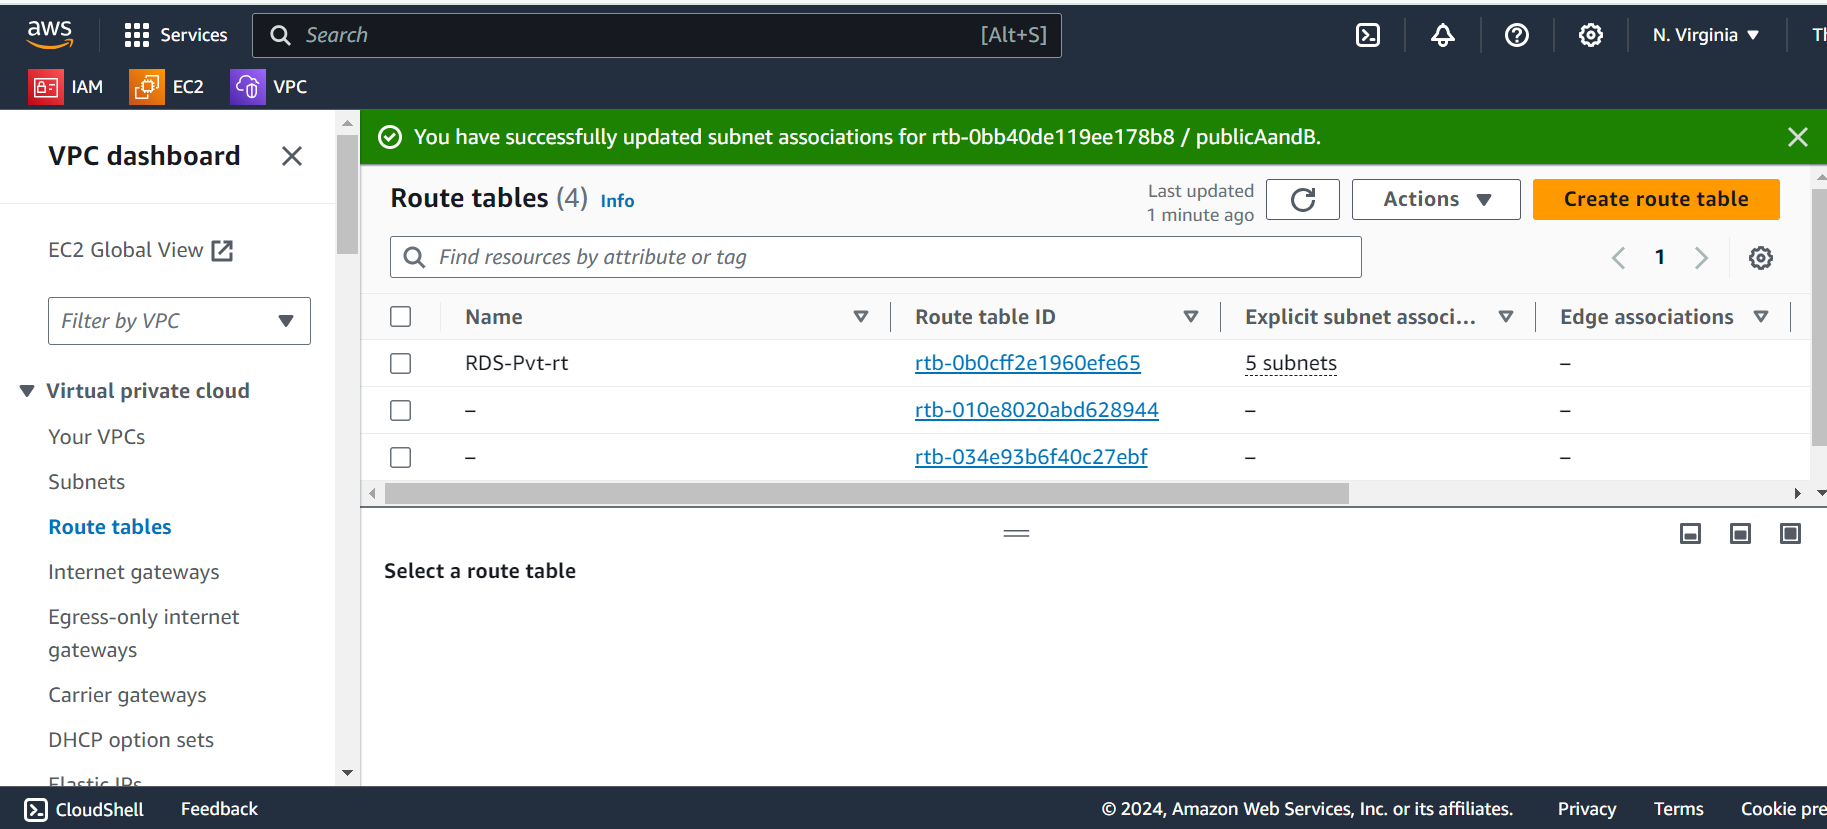 aws
Services
Search [Alt+S]
N. Virginia
IAM EC2 VPC
VPC dashboard
EC2 Global View
Filter by VPC
Virtual private cloud
Your VPCs
Subnets
Route tables
Internet gateways
Egress-only internet
gateways
Carrier gateways
DHCP option sets
Elastic IPs
You have successfully updated subnet associations for rtb-0bb40de119ee178b8 / publicAandB.
Route tables (4) Info
Last updated
1 minute ago
Actions
Create route table
Find resources by attribute or tag
1
Name Route table ID Explicit subnet associ... Edge associations
RDS-Pvt-rt rtb-0b0cff2e1960efe65 5 subnets –
– rtb-010e8020abd628944 – –
– rtb-034e93b6f40c27ebf – –
Select a route table
CloudShell Feedback © 2024, Amazon Web Services, Inc. or its affiliates. Privacy Terms Cookie pre